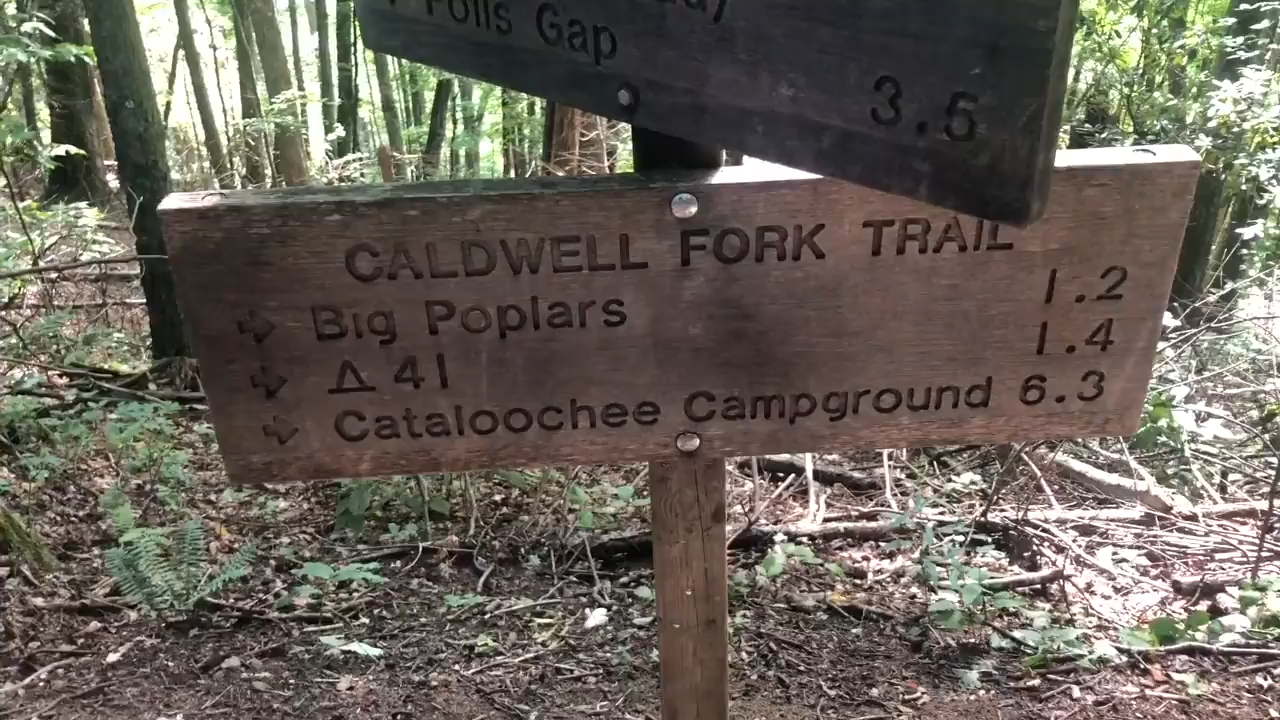 Polls Gap
3.5
CALDWELL FORK TRAIL
Big Poplars 1.2
41 1.4
Cataloochee Campground 6.3